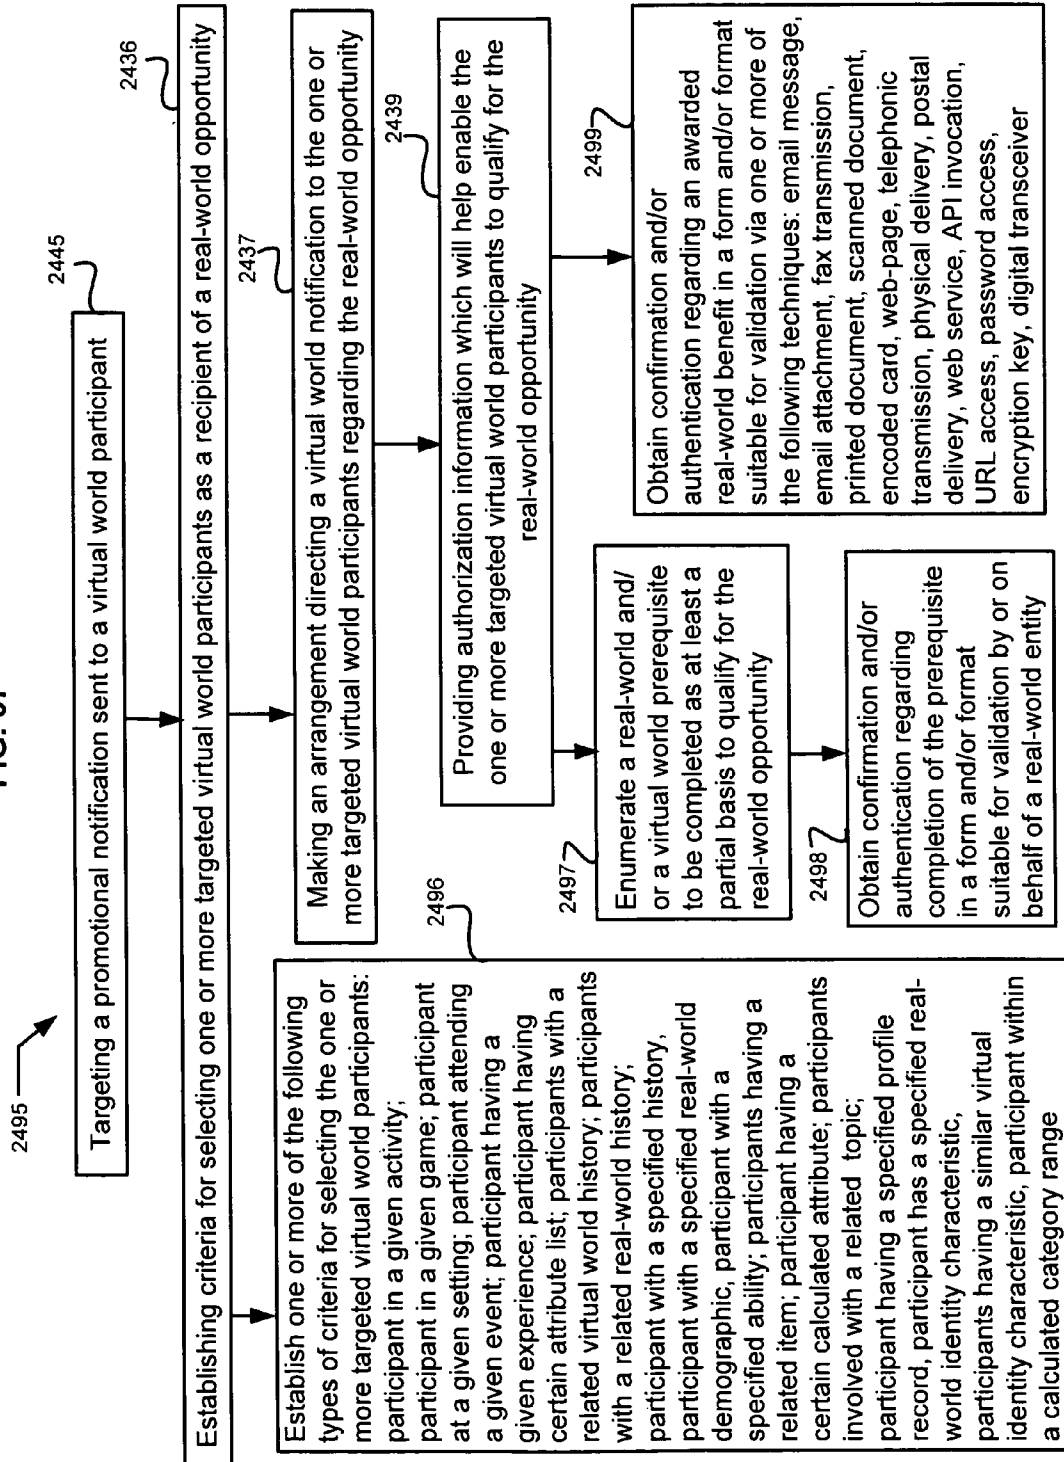 2495
Targeting a promotional notification sent to a virtual world participant
2445
Establishing criteria for selecting one or more targeted virtual world participants as a recipient of a real-world opportunity
2436
Establish one or more of the following
types of criteria for selecting the one or
more targeted virtual world participants:
participant in a given activity;
participant in a given game; participant
at a given setting; participant attending
a given event; participant having a
given experience; participant having
certain attribute list; participants with a
related virtual world history; participants
with a related real-world history;
participant with a specified history,
participant with a specified real-world
demographic, participant with a
specified ability; participants having a
related item; participant having a
certain calculated attribute; participants
involved with a related topic;
participant having a specified profile
record, participant has a specified real-
world identity characteristic,
participants having a similar virtual
identity characteristic, participant within
a calculated category range
2496
Making an arrangement directing a virtual world notification to the one or
more targeted virtual world participants regarding the real-world opportunity
2437
Providing authorization information which will help enable the
one or more targeted virtual world participants to qualify for the
real-world opportunity
2439
2497
Enumerate a real-world and/
or a virtual world prerequisite
to be completed as at least a
partial basis to qualify for the
real-world opportunity
2498
Obtain confirmation and/or
authentication regarding
completion of the prerequisite
in a form and/or format
suitable for validation by or on
behalf of a real-world entity
Obtain confirmation and/or
authentication regarding an awarded
real-world benefit in a form and/or format
suitable for validation via one or more of
the following techniques: email message,
email attachment, fax transmission,
printed document, scanned document,
encoded card, web-page, telephonic
transmission, physical delivery, postal
delivery, web service, API invocation,
URL access, password access,
encryption key, digital transceiver
2499